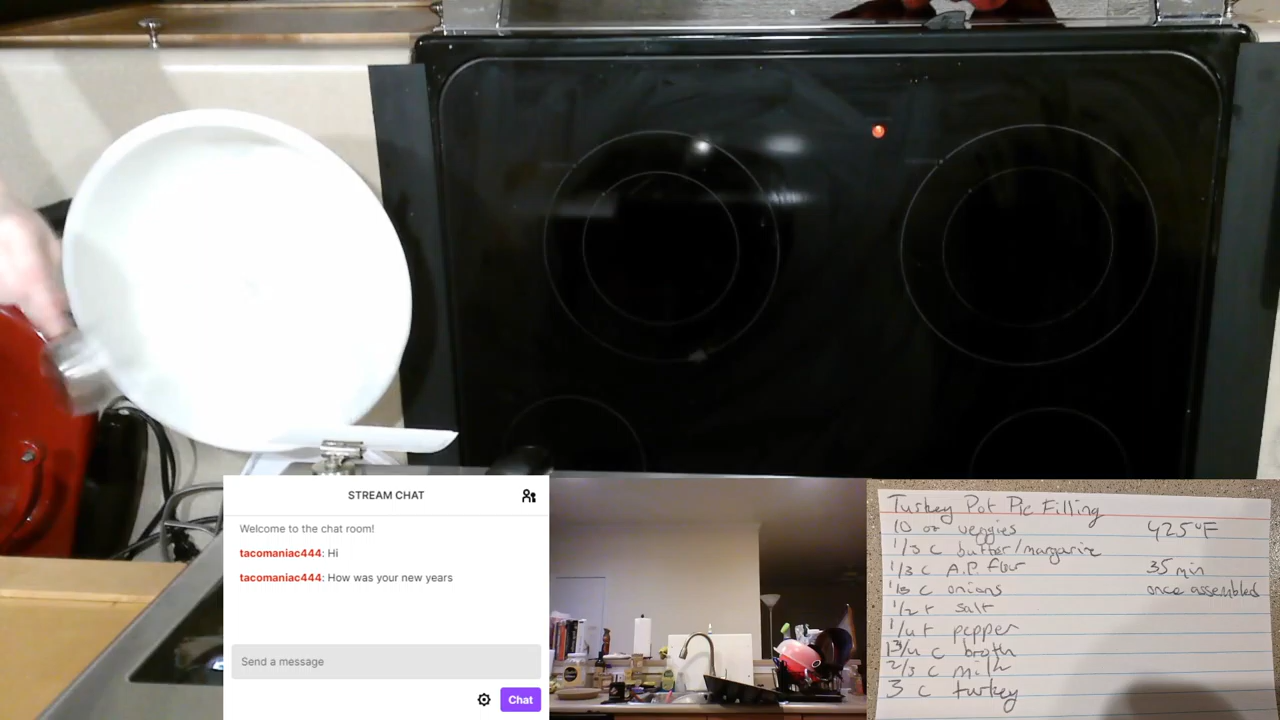 STREAM CHAT
Welcome to the chat room!
tacomaniac444: Hi
tacomaniac444: How was your new years
Send a message
Chat
Turkey Pot Pie Filling
10 oz veggies
425°F
1/3 c butter/margarine
1/3 c A.P flour
35 min
1/3 c onions
once assembled
1/2 t salt
1/4 t pepper
1 3/4 c broth
2/3 c milk
3 c turkey